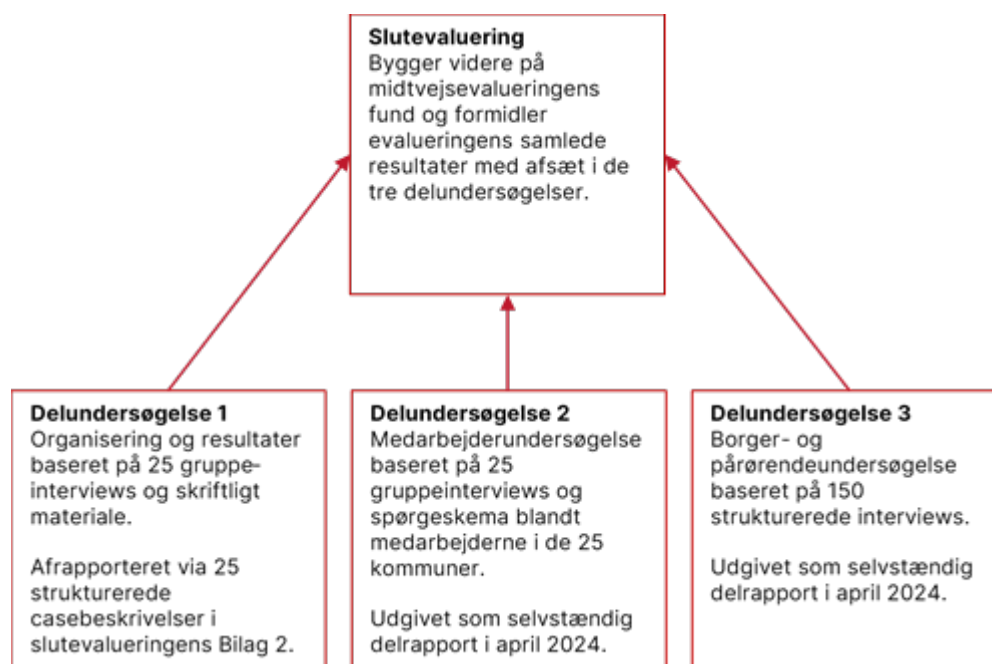 Slutevaluering
Bygger videre på
midtvejsevalueringens
fund og formidler
evalueringens samlede
resultater med afsæt i de
tre delundersøgelser.
Delundersøgelse 1
Organisering og resultater
baseret på 25 gruppe-
interviews og skriftligt
materiale.
Afrapporteret via 25
strukturerede
casebeskrivelser i
slutevalueringens Bilag 2.
Delundersøgelse 2
Medarbejderundersøgelse
baseret på 25
gruppeinterviews og
spørgeskema blandt
medarbejderne i de 25
kommuner.
Udgivet som selvstændig
delrapport i april 2024.
Delundersøgelse 3
Borger- og
pårørendeundersøgelse
baseret på 150
strukturerede interviews.
Udgivet som selvstændig
delrapport i april 2024.